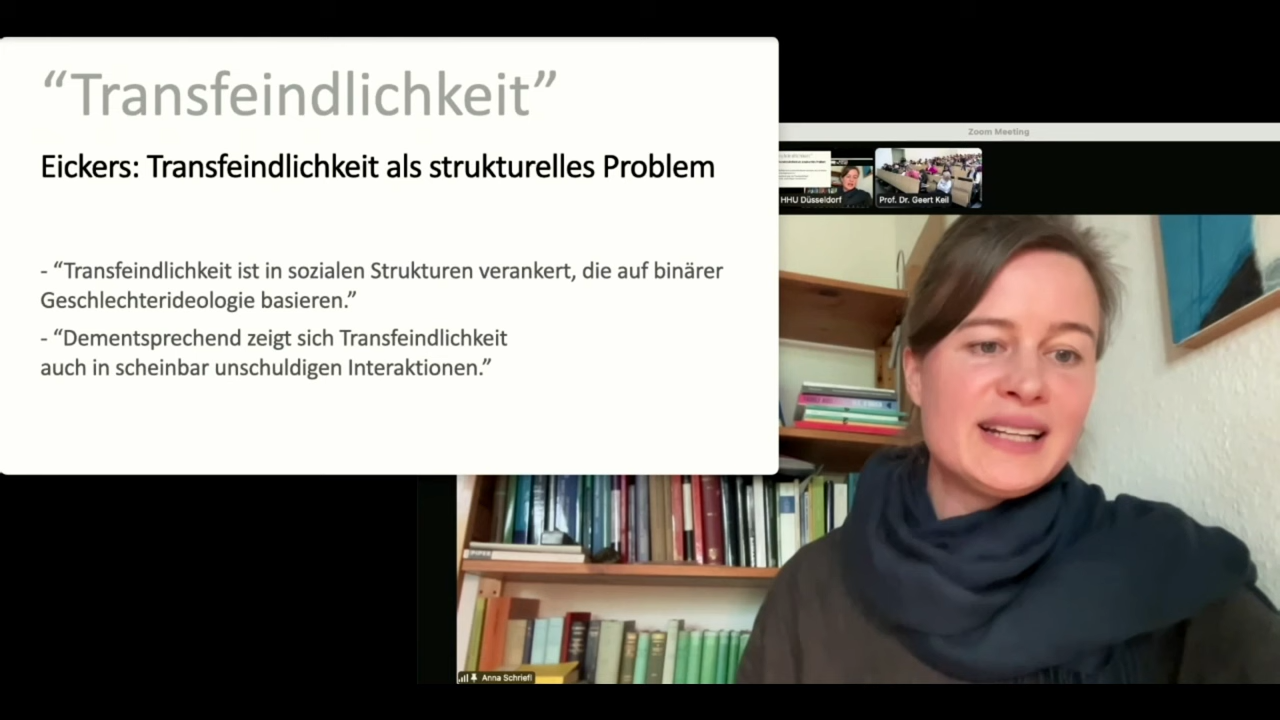 “Transfeindlichkeit”
Eickers: Transfeindlichkeit als strukturelles Problem
- “Transfeindlichkeit ist in sozialen Strukturen verankert, die auf binärer
Geschlechterideologie basieren.”
- “Dementsprechend zeigt sich Transfeindlichkeit
auch in scheinbar unschuldigen Interaktionen.”
Zoom Meeting
HHU Düsseldorf
Prof. Dr. Geert Keil
Anna Schriefl